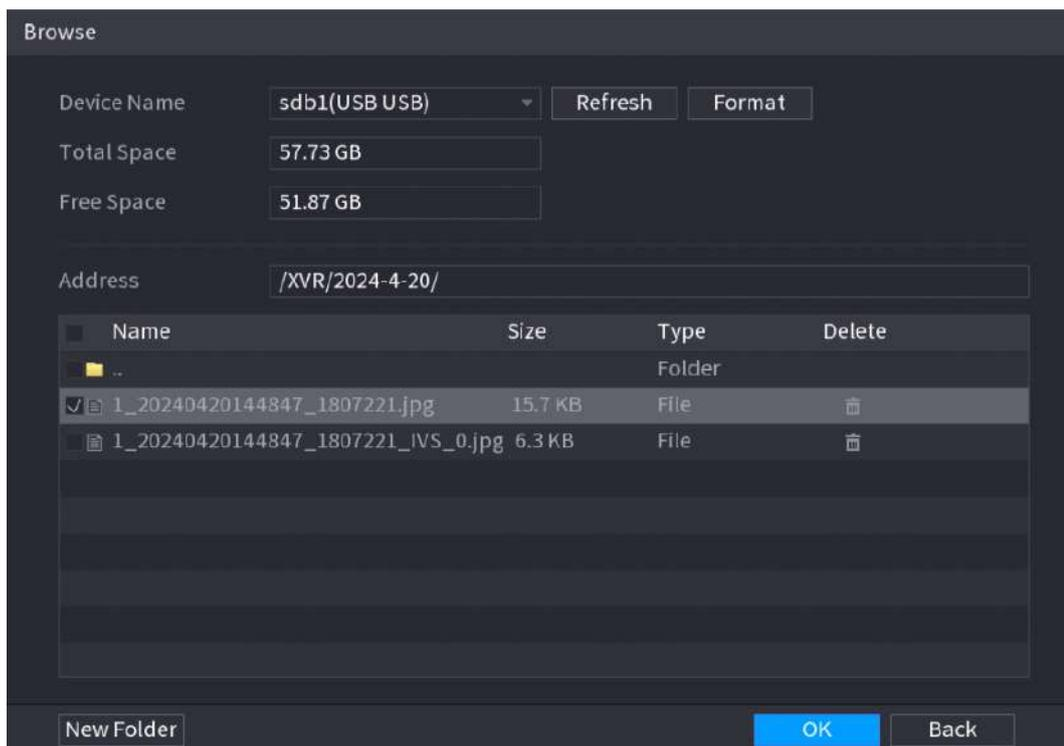 Browse
Device Name sdb1(USB USB) Refresh Format
Total Space 57.73 GB
Free Space 51.87 GB
Address /XVR/2024-4-20/
Name Size Type Delete
.. Folder
1_20240420144847_1807221.jpg 15.7 KB File
1_20240420144847_1807221_IVS_0.jpg 6.3 KB File
New Folder OK Back